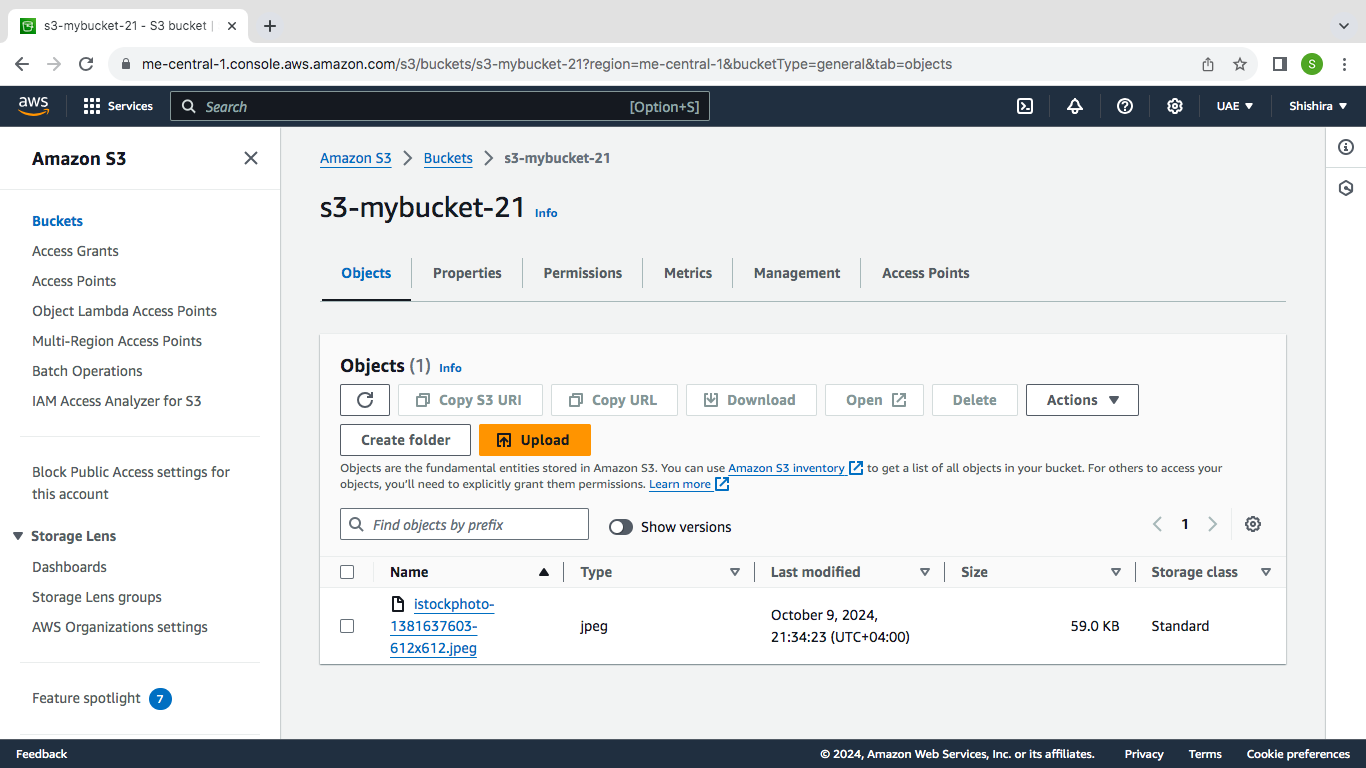 s3-mybucket-21 - S3 bucket |
me-central-1.console.aws.amazon.com/s3/buckets/s3-mybucket-21?region=me-central-1&bucketType=general&tab=objects
S
aws
Services
Search
[Option+S]
UAE
Shishira
Amazon S3
Buckets
Access Grants
Access Points
Object Lambda Access Points
Multi-Region Access Points
Batch Operations
IAM Access Analyzer for S3
Block Public Access settings for
this account
Storage Lens
Dashboards
Storage Lens groups
AWS Organizations settings
Feature spotlight 7
Amazon S3 > Buckets > s3-mybucket-21
s3-mybucket-21 Info
Objects Properties Permissions Metrics Management Access Points
Objects (1) Info
Copy S3 URI Copy URL Download Open Delete Actions
Create folder Upload
Objects are the fundamental entities stored in Amazon S3. You can use Amazon S3 inventory to get a list of all objects in your bucket. For others to access your
objects, you'll need to explicitly grant them permissions. Learn more
Find objects by prefix Show versions 1
Name Type Last modified Size Storage class
istockphoto-
1381637603-
612x612.jpeg
jpeg
October 9, 2024,
21:34:23 (UTC+04:00)
59.0 KB
Standard
Feedback
© 2024, Amazon Web Services, Inc. or its affiliates. Privacy Terms Cookie preferences